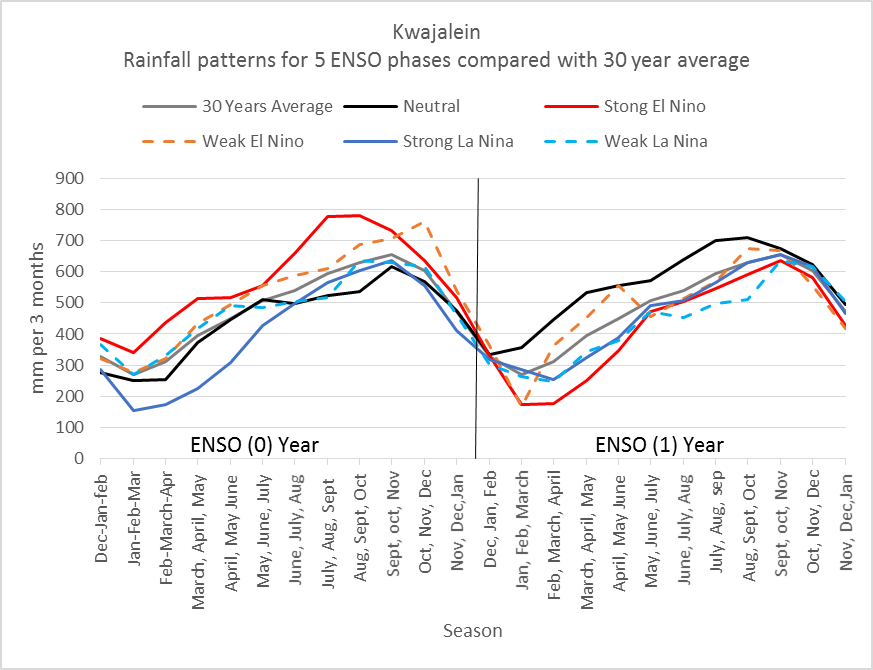 Kwajalein
Rainfall patterns for 5 ENSO phases compared with 30 year average
30 Years Average
Neutral
Stong El Nino
Weak El Nino
Strong La Nina
Weak La Nina
mm per 3 months
900
800
700
600
500
400
300
200
100
0
ENSO (0) Year
ENSO (1) Year
Dec-Jan-feb
Jan-Feb-Mar
Feb-March-Apr
March, April, May
April, May June
May, June, July
June, July, Aug
July, Aug, Sept
Aug, Sept, Oct
Sept, oct, Nov
Oct, Nov, Dec
Nov, Dec,Jan
Dec, Jan, Feb
Jan, Feb, March
Feb, March, April
March, April, May
April, May June
May, June, July
June, July, Aug
July, Aug, sep
Aug, Sept, Oct
Sept, oct, Nov
Oct, Nov, Dec
Nov, Dec,Jan
Season